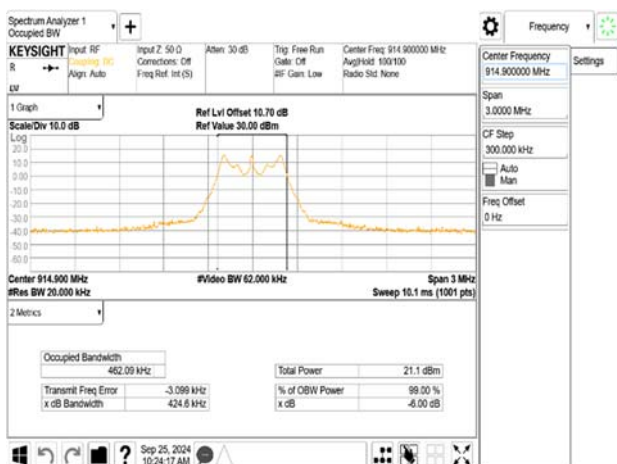 Spectrum Analyzer 1
Occupied BW
Frequency
KEYSIGHT
R
Input: RF
Coupling: DC
Align: Auto
Input Z: 50 Ω
Corrections: Off
Freq Ref: Int (S)
Atten: 30 dB
Trig: Free Run
Gate: Off
#IF Gain: Low
Center Freq: 914.900000 MHz
Avg|Hold: 100/100
Radio Std: None
Center Frequency
914.900000 MHz
Settings
Span
3.0000 MHz
CF Step
300.000 kHz
Auto
Man
Freq Offset
0 Hz
1 Graph
Scale/Div 10.0 dB
Ref Lvl Offset 10.70 dB
Ref Value 30.00 dBm
Log
20.0
10.0
0.00
-10.0
-20.0
-30.0
-40.0
-50.0
-60.0
Center 914.900 MHz
#Res BW 20.000 kHz
#Video BW 62.000 kHz
Span 3 MHz
Sweep 10.1 ms (1001 pts)
2 Metrics
Occupied Bandwidth
462.09 kHz
Total Power 21.1 dBm
Transmit Freq Error -3.099 kHz
% of OBW Power 99.00 %
x dB Bandwidth 424.6 kHz
x dB -6.00 dB
?
Sep 25, 2024
10:24:17 AM